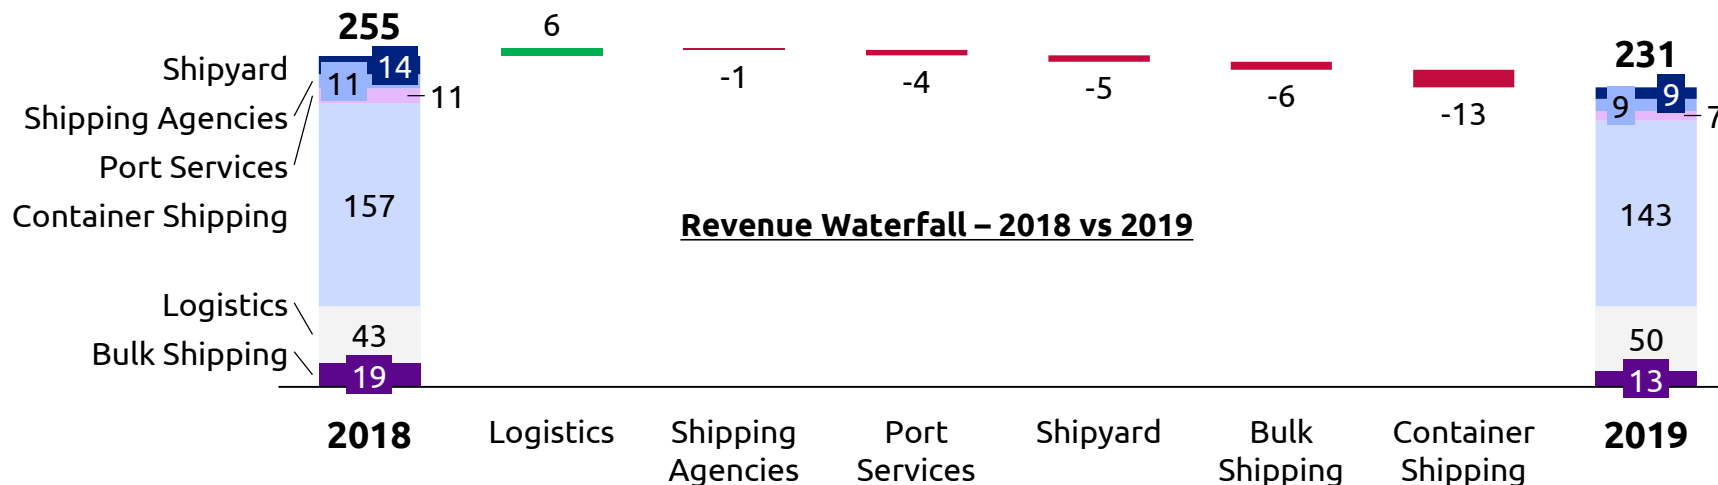 255
6
231
Shipyard
14
11
11
-1
-4
-5
-6
-13
9
9
7
Shipping Agencies
Port Services
Container Shipping
157
Revenue Waterfall – 2018 vs 2019
143
Logistics
43
50
Bulk Shipping
19
13
2018
Logistics
Shipping
Agencies
Port
Services
Shipyard
Bulk
Shipping
Container
Shipping
2019